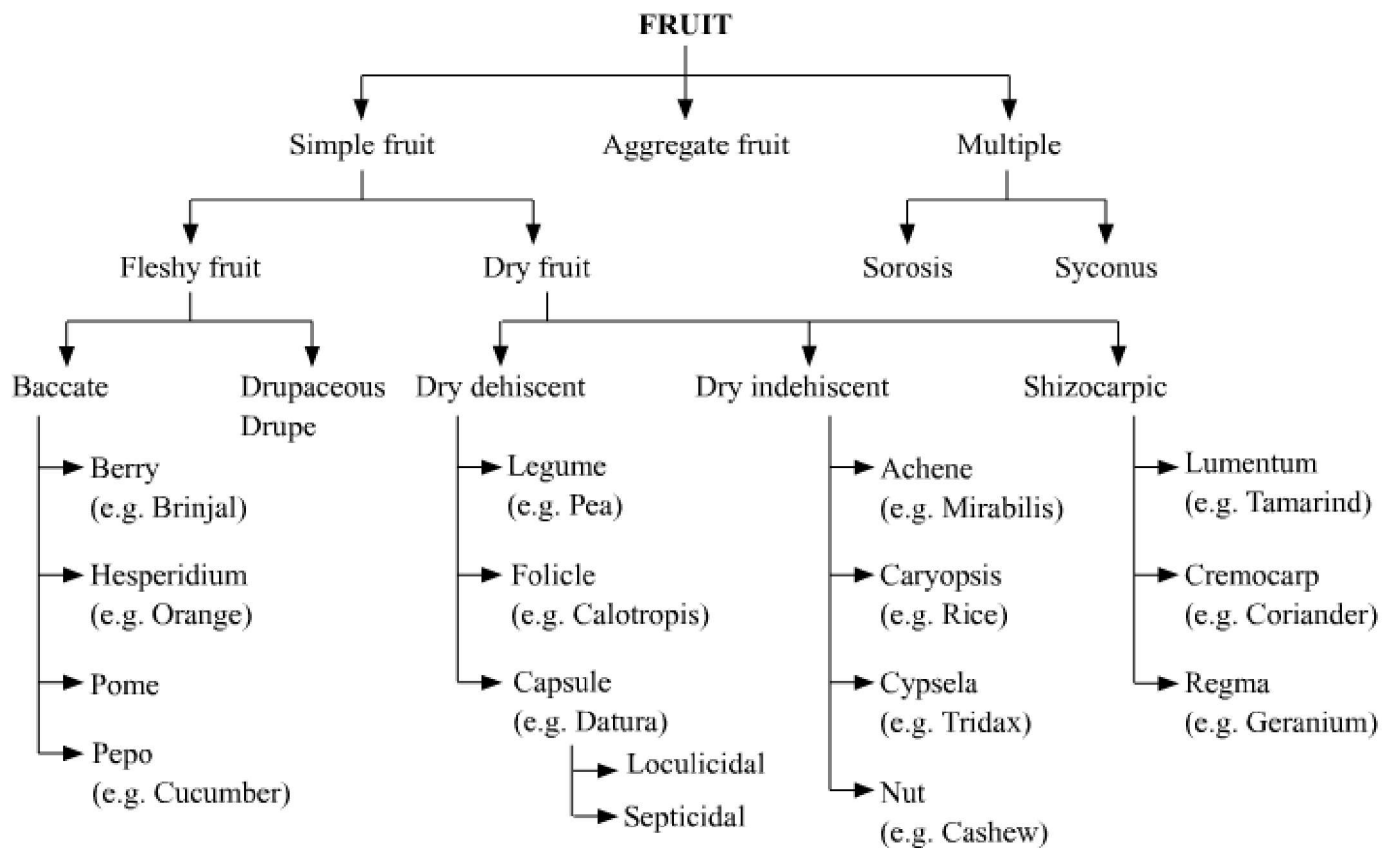 FRUIT
Simple fruit
Aggregate fruit
Multiple
Fleshy fruit
Dry fruit
Sorosis
Syconus
Baccate
Drupaceous
Drupe
Dry dehiscent
Dry indehiscent
Shizocarpic
Berry
(e.g. Brinjal)
Hesperidium
(e.g. Orange)
Pome
Pepo
(e.g. Cucumber)
Legume
(e.g. Pea)
Folicle
(e.g. Calotropis)
Capsule
(e.g. Datura)
Loculicidal
Septicidal
Achene
(e.g. Mirabilis)
Caryopsis
(e.g. Rice)
Cypsela
(e.g. Tridax)
Nut
(e.g. Cashew)
Lumentum
(e.g. Tamarind)
Cremocarp
(e.g. Coriander)
Regma
(e.g. Geranium)